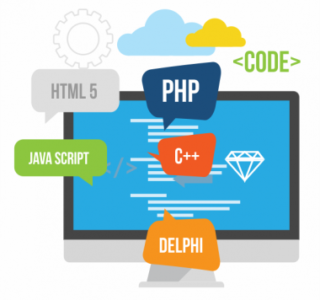 <CODE>
HTML 5
PHP
JAVA SCRIPT
</>
C++
DELPHI